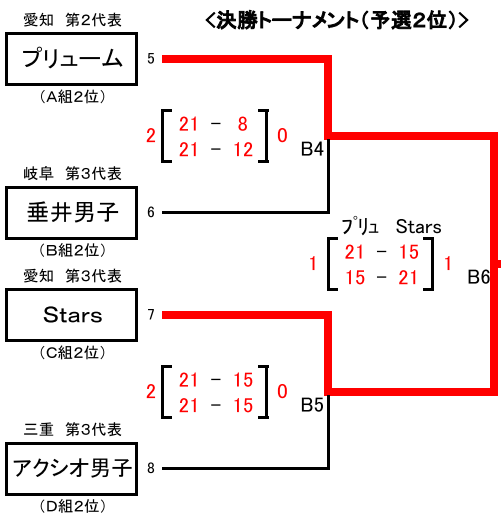 <決勝トーナメント(予選２位)>
愛知 第２代表
プリューム
(Ａ組２位)
5
2 21 － 8 0
21 － 12
B4
岐阜 第３代表
垂井男子
(Ｂ組２位)
6
ﾌﾟﾘｭ Stars
1 21 － 15 1
15 － 21
B6
愛知 第３代表
Stars
(Ｃ組２位)
7
2 21 － 15 0
21 － 15
B5
三重 第３代表
アクシオ男子
(Ｄ組２位)
8